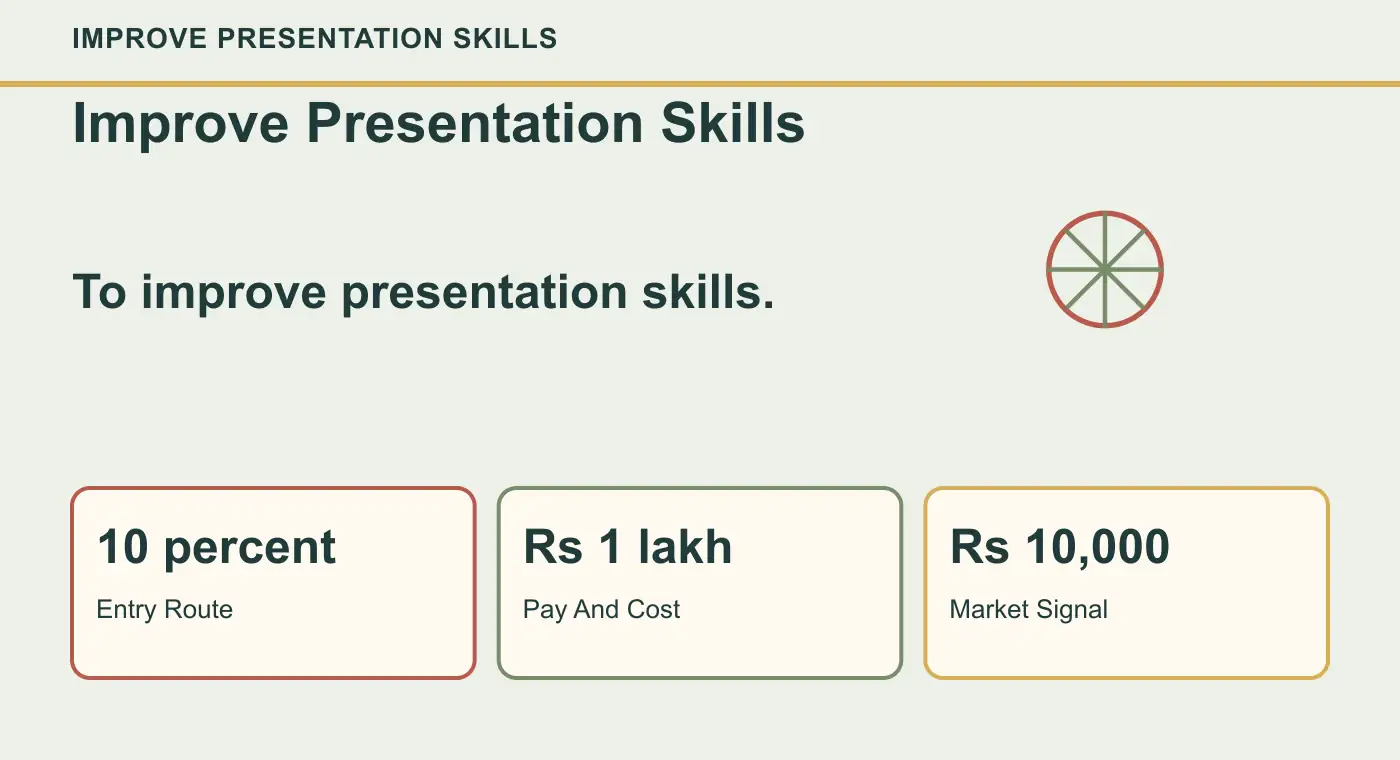 IMPROVE PRESENTATION SKILLS
Improve Presentation Skills
To improve presentation skills.
10 percent
Entry Route
Rs 1 lakh
Pay And Cost
Rs 10,000
Market Signal